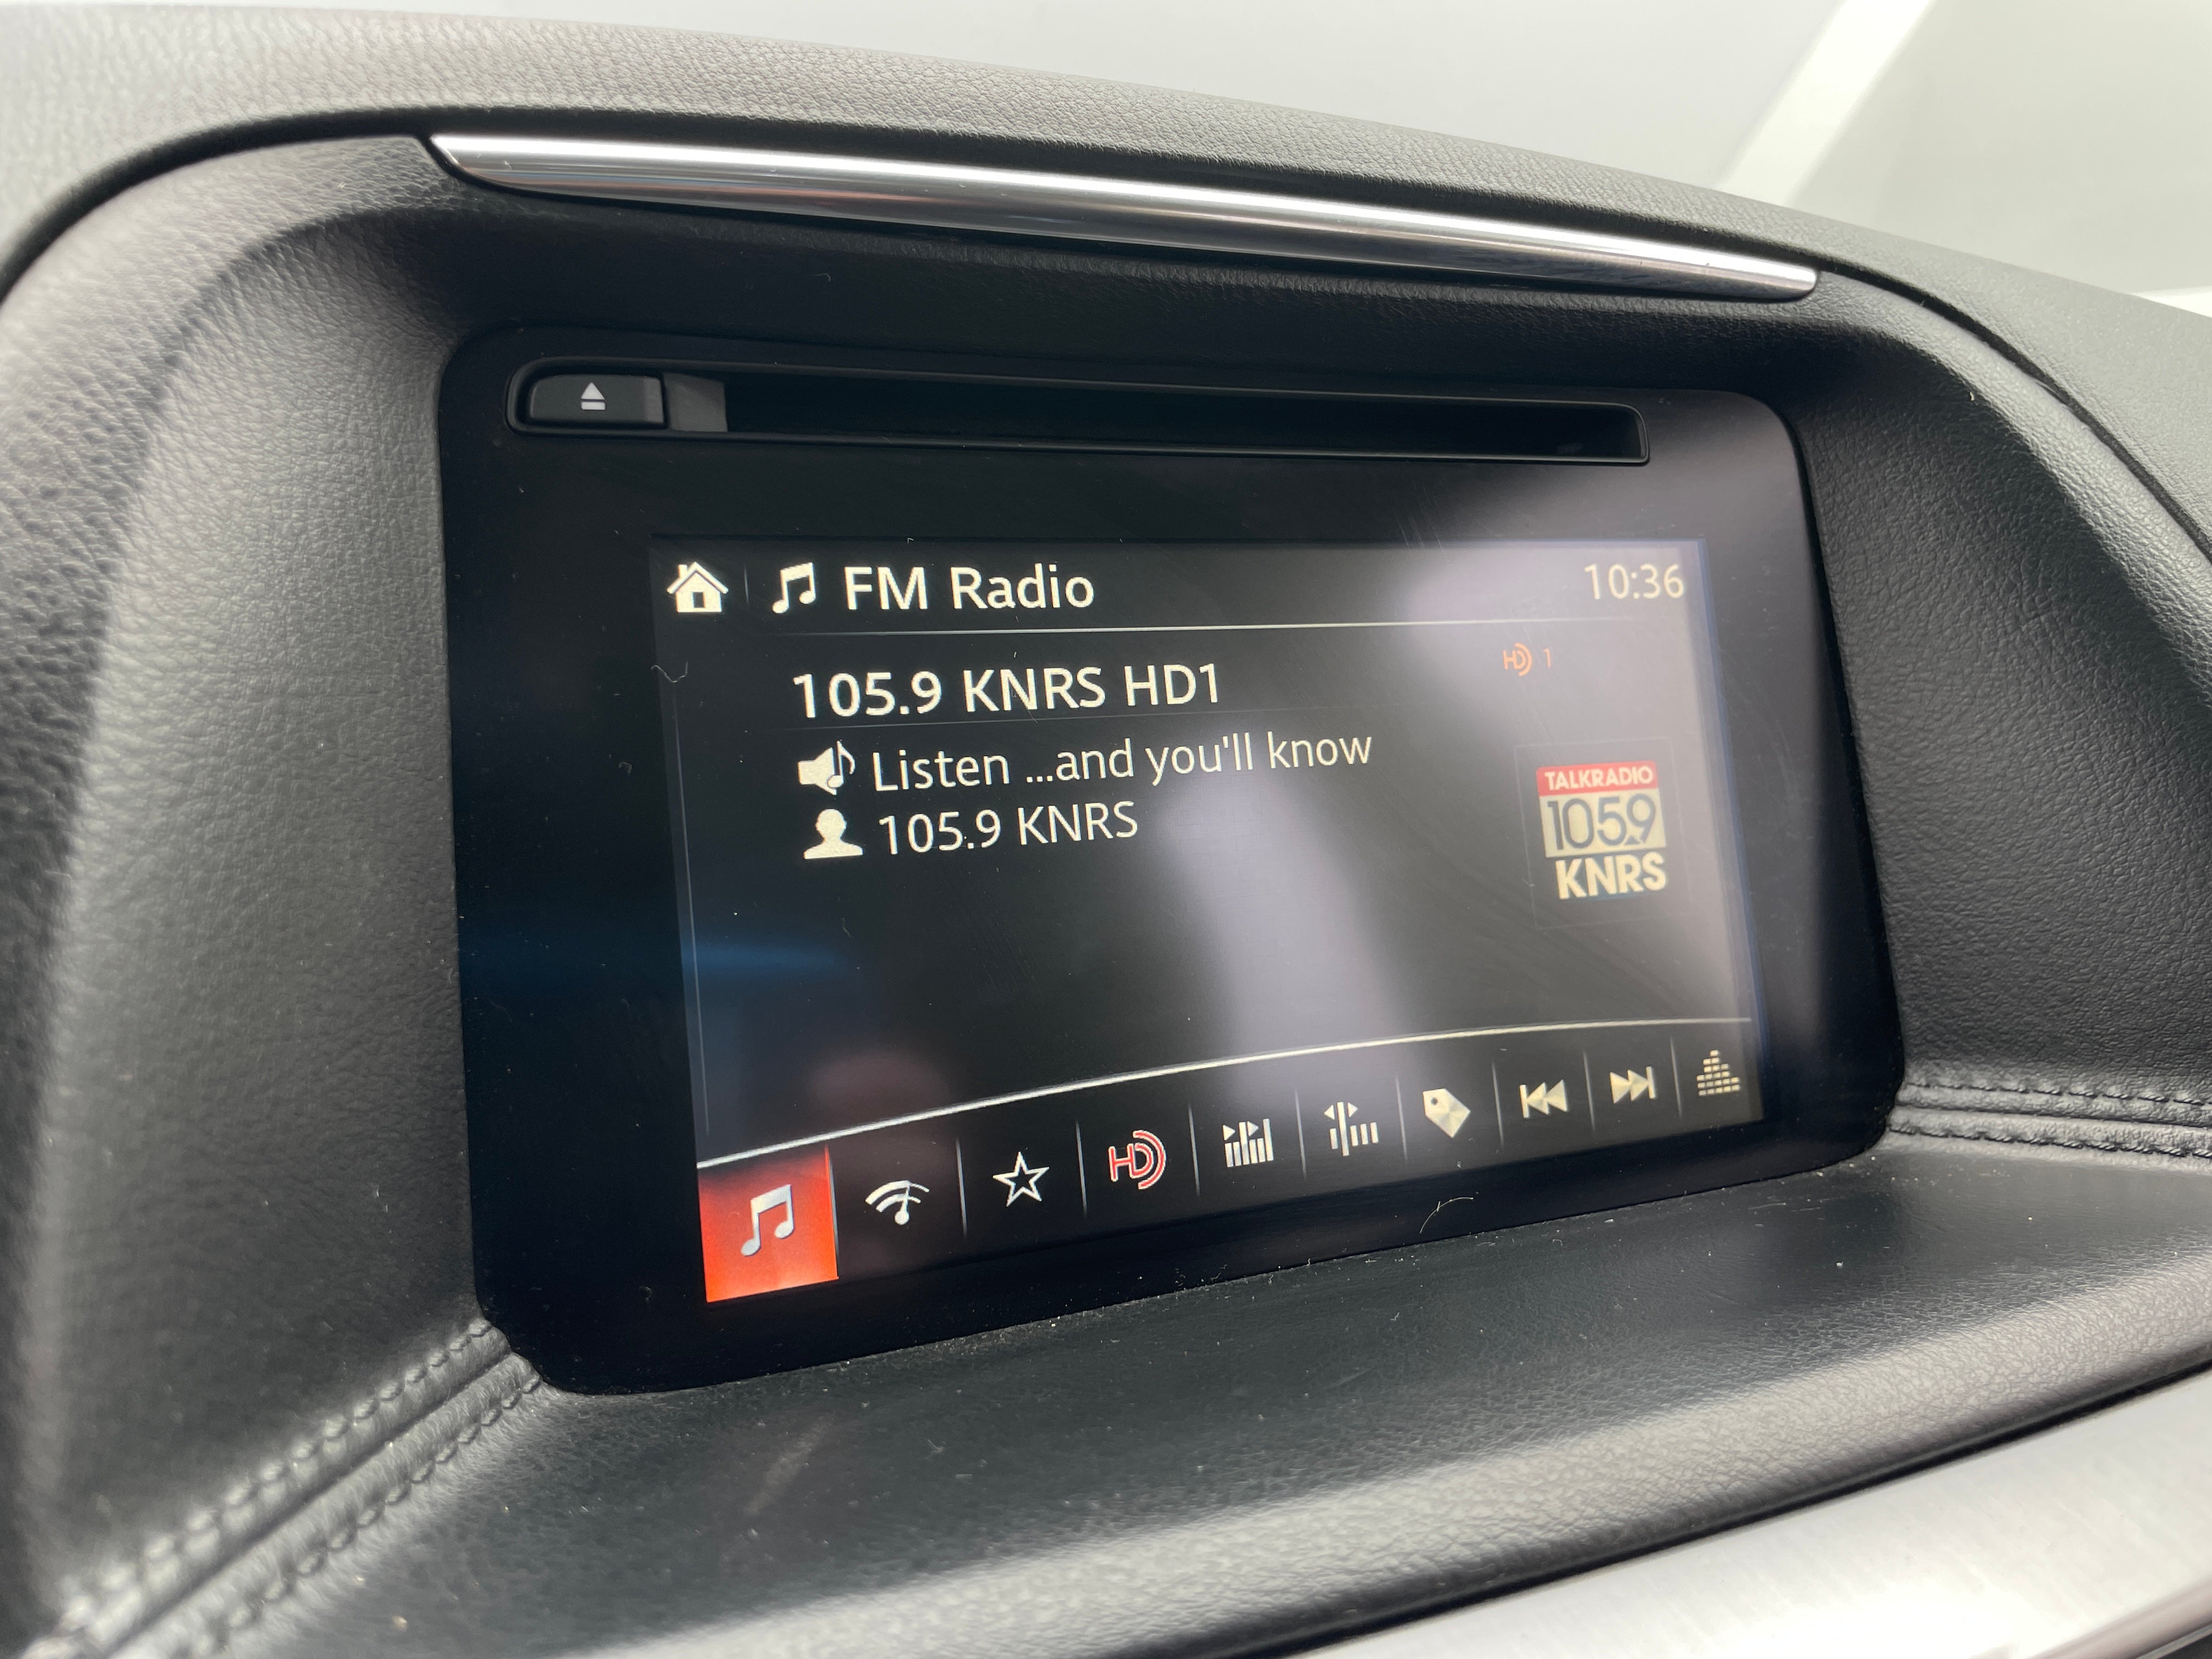 FM Radio
10:36
105.9 KNRS HD1
HD 1
Listen ...and you'll know
105.9 KNRS
TALKRADIO
105.9
KNRS
HD